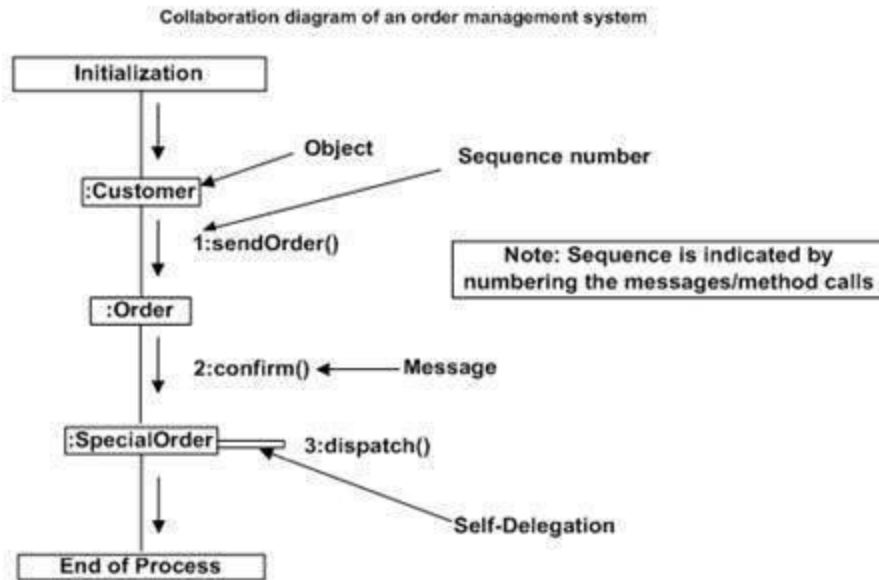 Collaboration diagram of an order management system
Initialization
Object
Sequence number
:Customer
1:sendOrder()
Note: Sequence is indicated by
numbering the messages/method calls
:Order
2:confirm()
Message
:SpecialOrder
3:dispatch()
Self-Delegation
End of Process